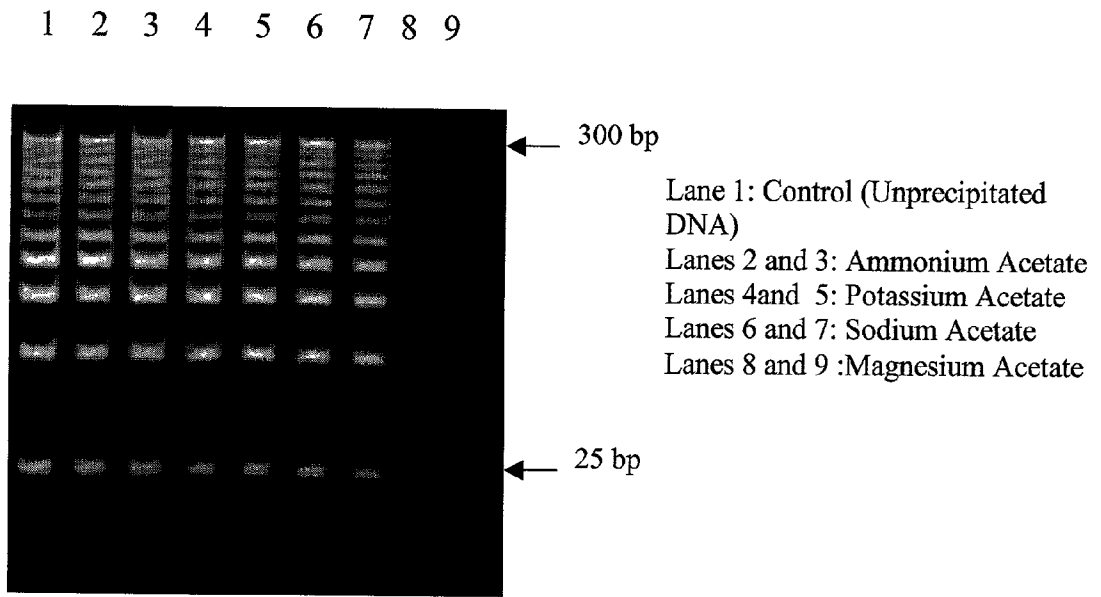 1 2 3 4 5 6 7 8 9
300 bp
Lane 1: Control (Unprecipitated
DNA)
Lanes 2 and 3: Ammonium Acetate
Lanes 4and 5: Potassium Acetate
Lanes 6 and 7: Sodium Acetate
Lanes 8 and 9 :Magnesium Acetate
25 bp